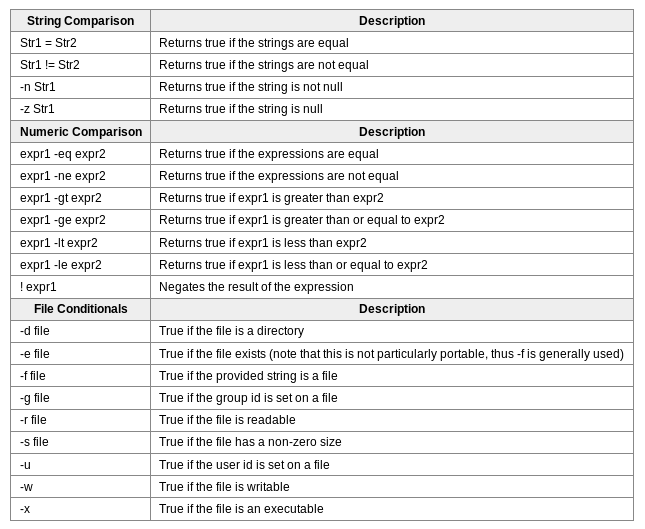 String Comparison Description
Str1 = Str2 Returns true if the strings are equal
Str1 != Str2 Returns true if the strings are not equal
-n Str1 Returns true if the string is not null
-z Str1 Returns true if the string is null
Numeric Comparison Description
expr1 -eq expr2 Returns true if the expressions are equal
expr1 -ne expr2 Returns true if the expressions are not equal
expr1 -gt expr2 Returns true if expr1 is greater than expr2
expr1 -ge expr2 Returns true if expr1 is greater than or equal to expr2
expr1 -lt expr2 Returns true if expr1 is less than expr2
expr1 -le expr2 Returns true if expr1 is less than or equal to expr2
! expr1 Negates the result of the expression
File Conditionals Description
-d file True if the file is a directory
-e file True if the file exists (note that this is not particularly portable, thus -f is generally used)
-f file True if the provided string is a file
-g file True if the group id is set on a file
-r file True if the file is readable
-s file True if the file has a non-zero size
-u True if the user id is set on a file
-w True if the file is writable
-x True if the file is an executable